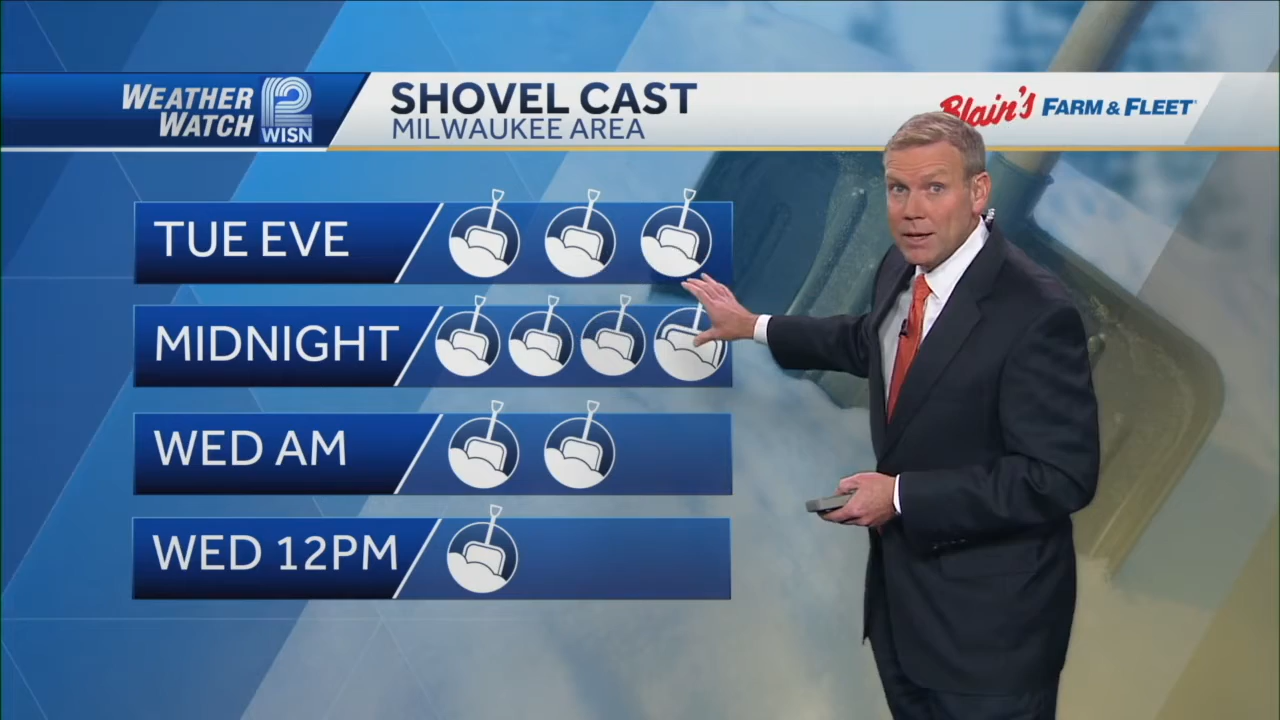 WEATHER
WATCH
12
WISN
SHOVEL CAST
MILWAUKEE AREA
Blain's FARM & FLEET
TUE EVE
MIDNIGHT
WED AM
WED 12PM